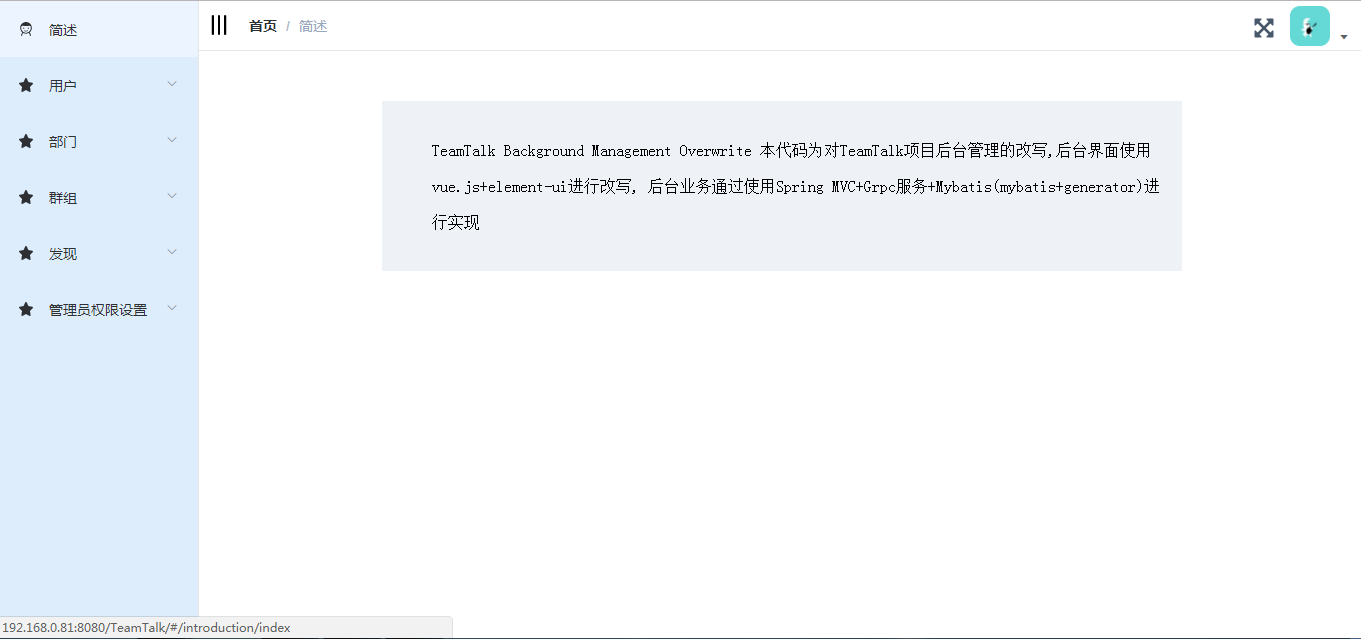 简述
首页 / 简述
用户
部门
群组
发现
管理员权限设置
TeamTalk Background Management Overwrite 本代码为对TeamTalk项目后台管理的改写,后台界面使用
vue.js+element-ui进行改写, 后台业务通过使用Spring MVC+Grpc服务+Mybatis(mybatis+generator)进
行实现
192.168.0.81:8080/TeamTalk/#/introduction/index